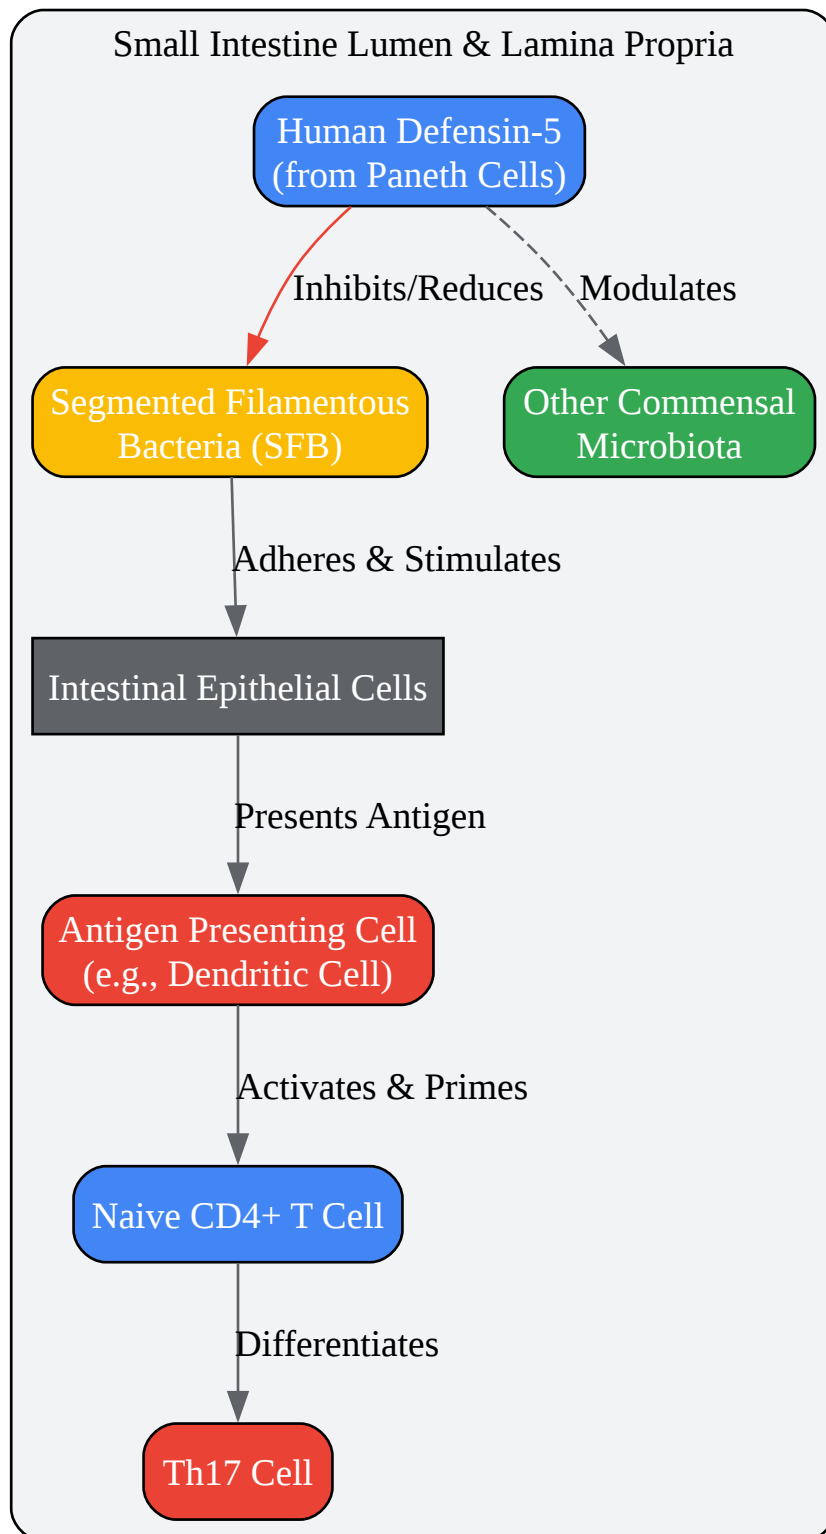 Small Intestine Lumen & Lamina Propria
Human Defensin-5
(from Paneth Cells)
Inhibits/Reduces
Modulates
Segmented Filamentous
Bacteria (SFB)
Other Commensal
Microbiota
Adheres & Stimulates
Intestinal Epithelial Cells
Presents Antigen
Antigen Presenting Cell
(e.g., Dendritic Cell)
Activates & Primes
Naive CD4+ T Cell
Differentiates
Th17 Cell